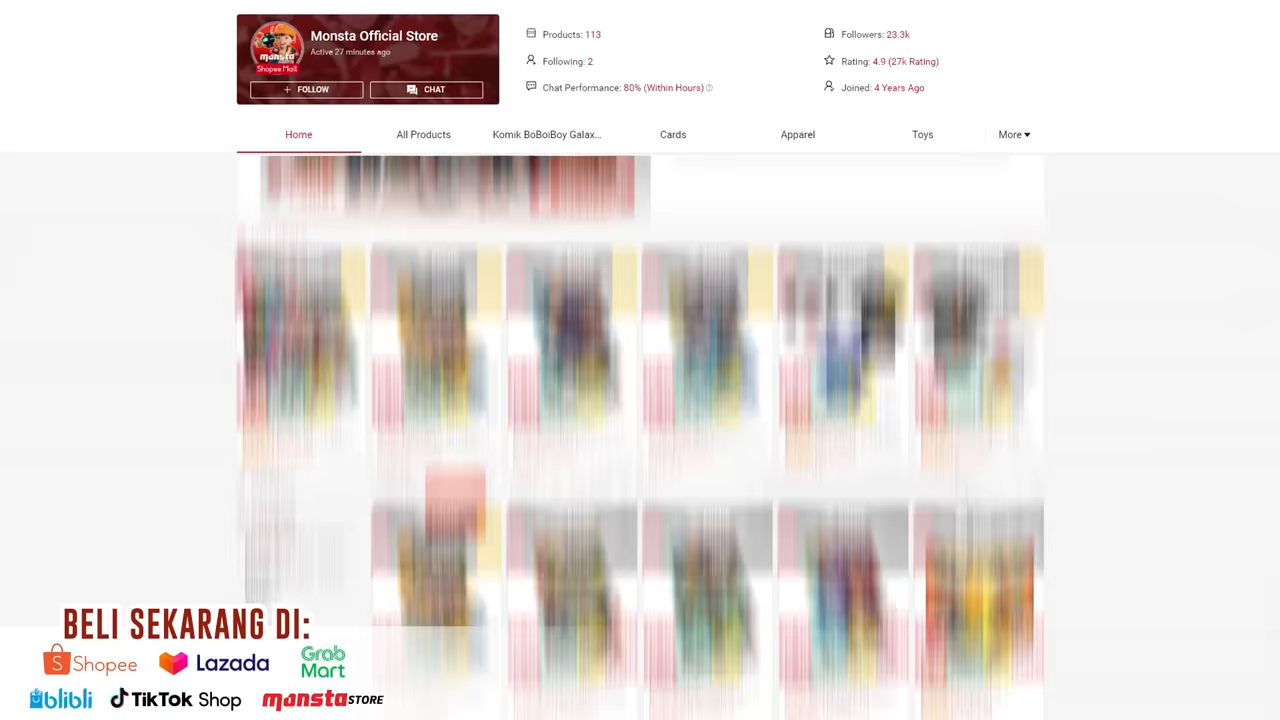 Monsta Official Store
Active 27 minutes ago
monsta
Shopee Mall
+ FOLLOW
CHAT
Products: 113
Following: 2
Chat Performance: 80% (Within Hours)
Followers: 23.3k
Rating: 4.9 (27k Rating)
Joined: 4 Years Ago
Home All Products Komik BoBoiBoy Galax... Cards Apparel Toys More
BELI SEKARANG DI:
Shopee Lazada Grab Mart
blibli TikTok Shop monsta STORE